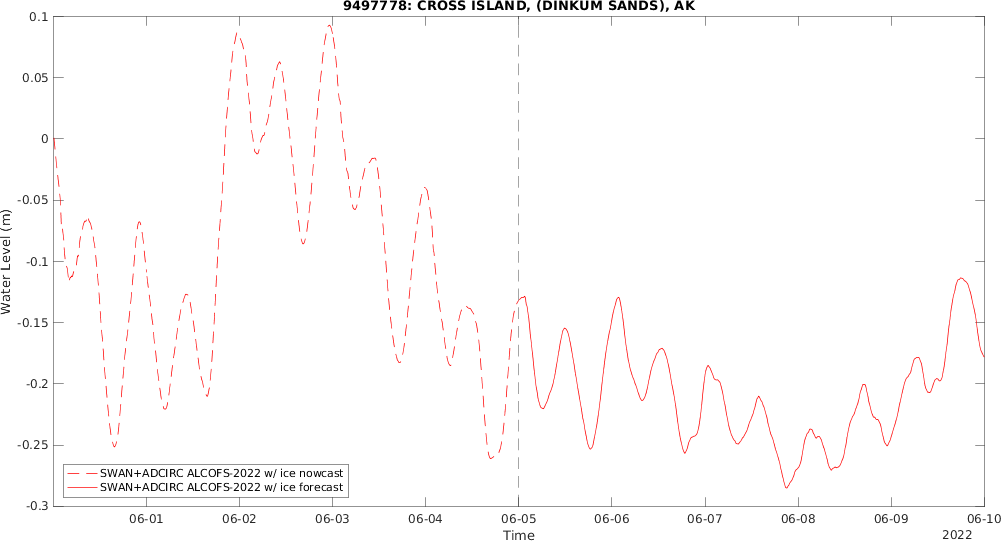 9497778: CROSS ISLAND, (DINKUM SANDS), AK
0.1
0.05
0
-0.05
-0.1
-0.15
-0.2
-0.25
-0.3
Water Level (m)
SWAN+ADCIRC ALCOFS-2022 w/ ice nowcast
SWAN+ADCIRC ALCOFS-2022 w/ ice forecast
06-01 06-02 06-03 06-04 06-05 06-06 06-07 06-08 06-09 06-10
Time
2022